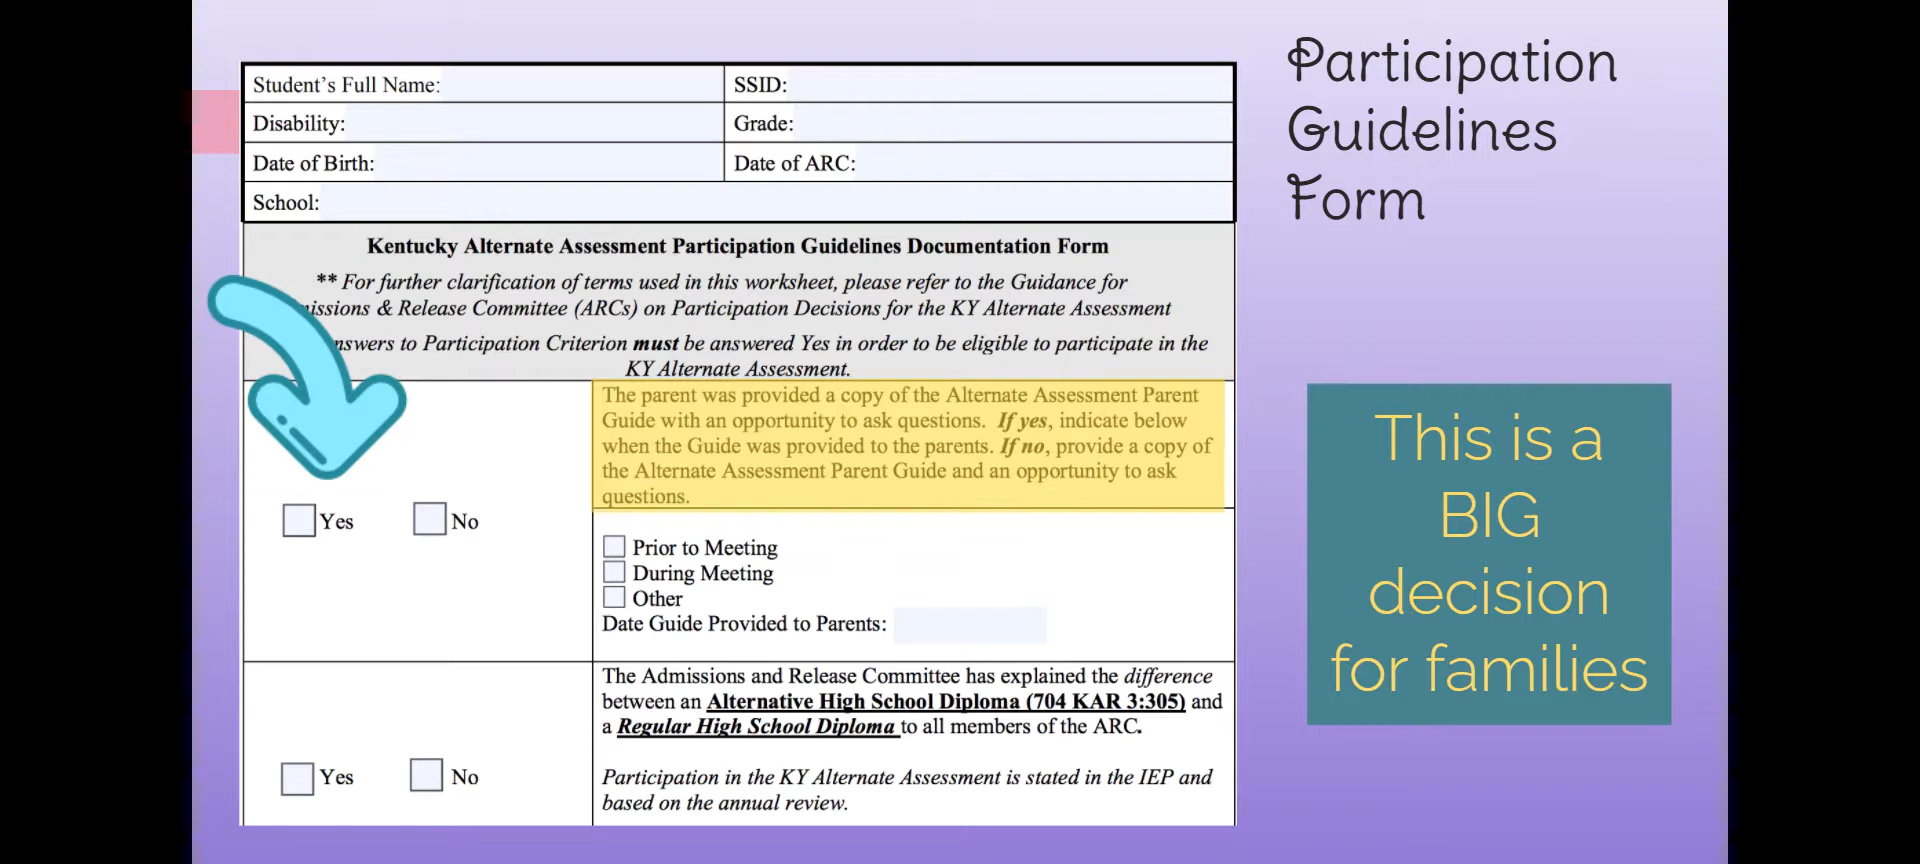 Participation
Guidelines
Form
Student's Full Name:
SSID:
Disability:
Grade:
Date of Birth:
Date of ARC:
School:
Kentucky Alternate Assessment Participation Guidelines Documentation Form
** For further clarification of terms used in this worksheet, please refer to the Guidance for
& Release Committee (ARCs) on Participation Decisions for the KY Alternate Assessment
to Participation Criterion must be answered Yes in order to be eligible to participate in the
KY Alternate Assessment.
The parent was provided a copy of the Alternate Assessment Parent
Guide with an opportunity to ask questions. If yes, indicate below
when the Guide was provided to the parents. If no, provide a copy of
the Alternate Assessment Parent Guide and an opportunity to ask
questions.
Yes
No
Prior to Meeting
During Meeting
Other
Date Guide Provided to Parents:
The Admissions and Release Committee has explained the difference
between an Alternative High School Diploma (704 KAR 3:305) and
a Regular High School Diploma to all members of the ARC.
Yes
No
Participation in the KY Alternate Assessment is stated in the IEP and
based on the annual review.
This is a
BIG
decision
for families